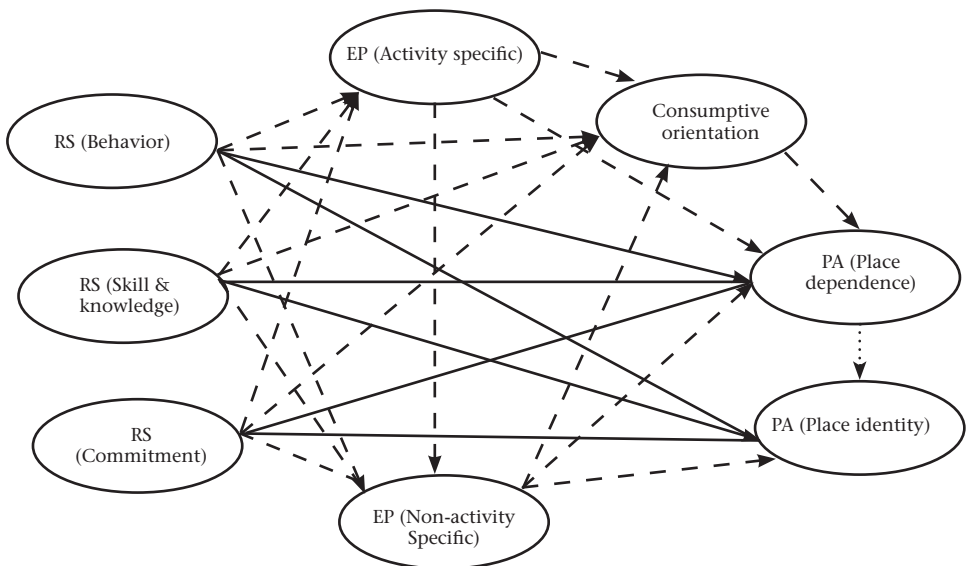 EP (Activity specific)
Consumptive
orientation
RS (Behavior)
PA (Place
dependence)
RS (Skill &
knowledge)
PA (Place identity)
RS
(Commitment)
EP (Non-activity
Specific)